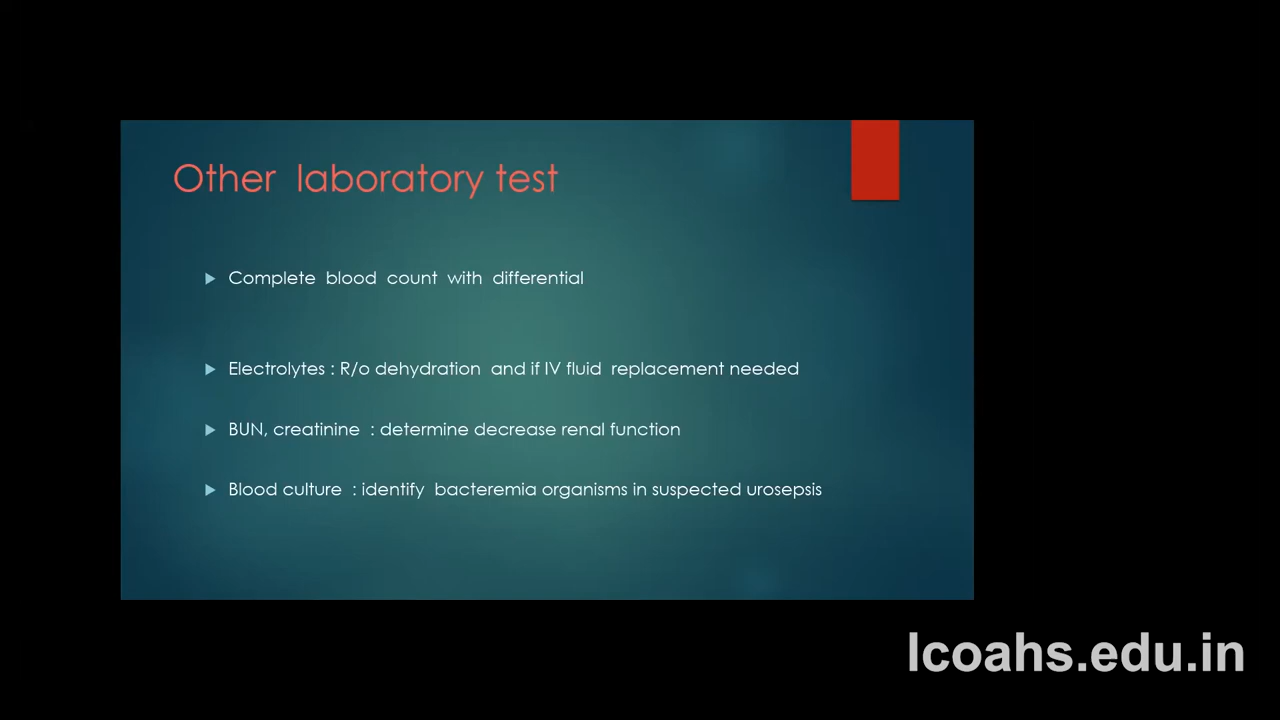 Other laboratory test
Complete blood count with differential
Electrolytes : R/o dehydration and if IV fluid replacement needed
BUN, creatinine : determine decrease renal function
Blood culture : identify bacteremia organisms in suspected urosepsis
lcoahs.edu.in